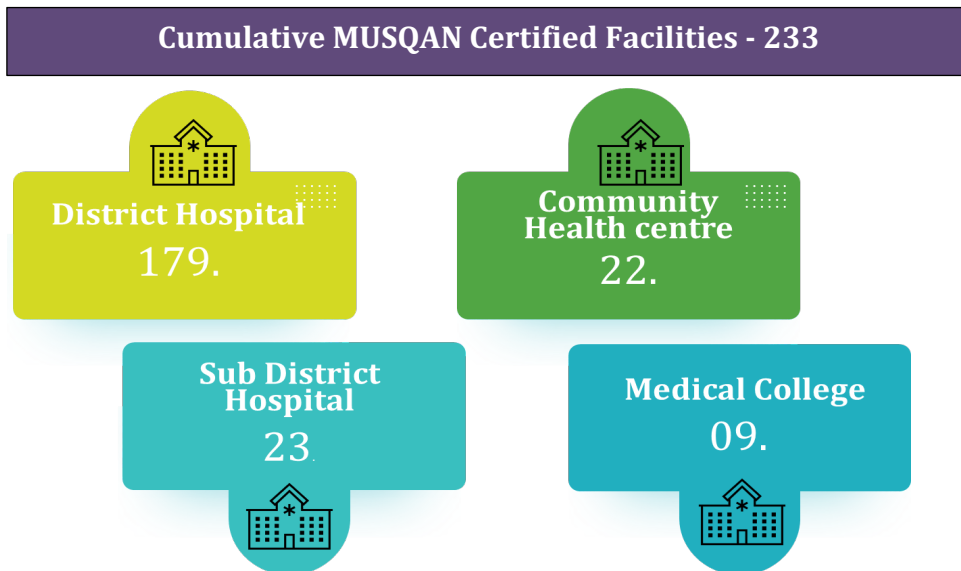 Cumulative MUSQAN Certified Facilities - 233
District Hospital
179.
Community
Health centre
22.
Sub District
Hospital
23.
Medical College
09.